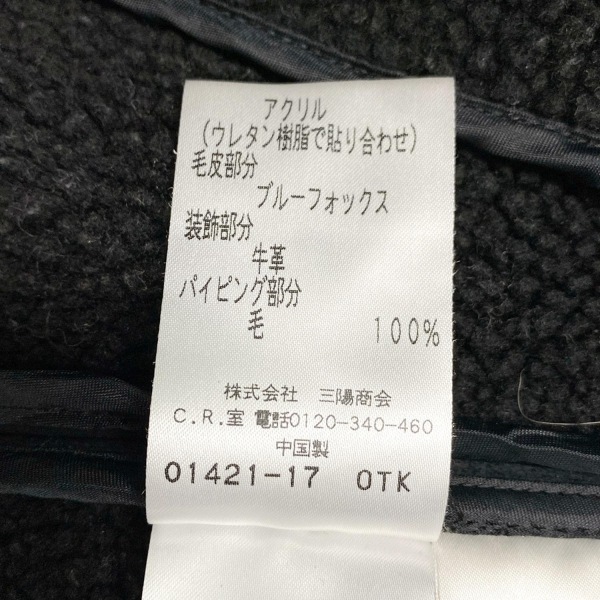 アクリル
(ウレタン樹脂で貼り合わせ)
毛皮部分
ブルーフォックス
装飾部分
牛革
パイピング部分
毛 100%
株式会社 三陽商会
C.R.室 電話0120-340-460
中国製
01421-17 OTK